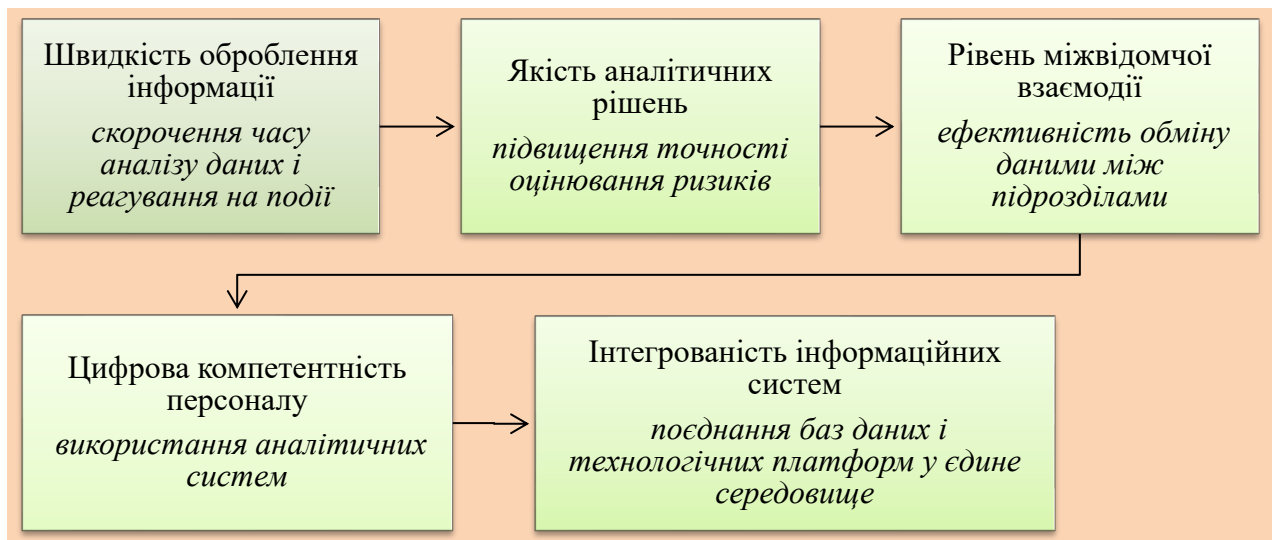 Швидкість оброблення
інформації
скорочення часу
аналізу даних і
реагування на події
Якість аналітичних
рішень
підвищення точності
оцінювання ризиків
Рівень міжвідомчої
взаємодії
ефективність обміну
даними між
підрозділами
Цифрова компетентність
персоналу
використання аналітичних
систем
Інтегрованість інформаційних
систем
поєднання баз даних і
технологічних платформ у єдине
середовище